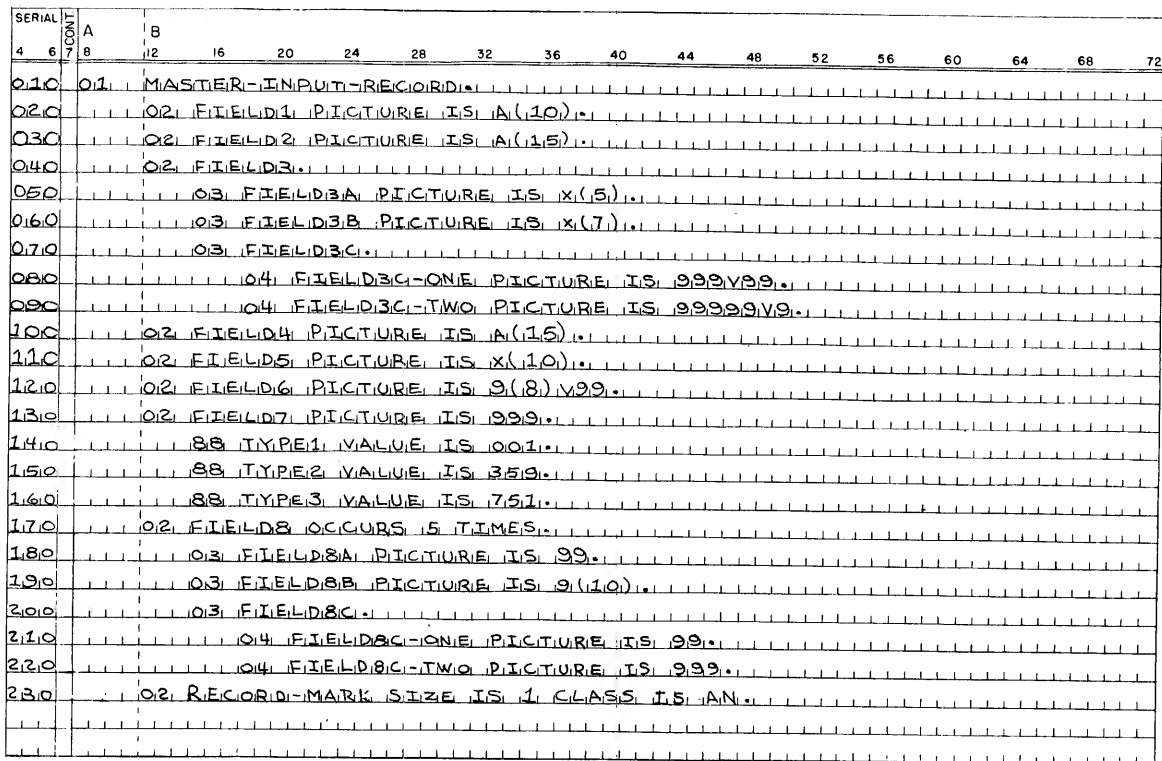 SERIAL CONT A B
4 6 7 8 12 16 20 24 28 32 36 40 44 48 52 56 60 64 68 72
010 01 MASTER-INPUT-RECORD.
020 02 FIELD1 PICTURE IS A(10).
030 02 FIELD2 PICTURE IS A(15).
040 02 FIELD3.
050 03 FIELD3A PICTURE IS X(5).
060 03 FIELD3B PICTURE IS X(7).
070 03 FIELD3C.
080 04 FIELD3C-ONE PICTURE IS 999V99.
090 04 FIELD3C-TWO PICTURE IS 99999V9.
100 02 FIELD4 PICTURE IS A(15).
110 02 FIELD5 PICTURE IS X(10).
120 02 FIELD6 PICTURE IS 9(8)V99.
130 02 FIELD7 PICTURE IS 999.
140 88 TYPE1 VALUE IS 001.
150 88 TYPE2 VALUE IS 359.
160 88 TYPE3 VALUE IS 751.
170 02 FIELD8 OCCURS 5 TIMES.
180 03 FIELD8A PICTURE IS 99.
190 03 FIELD8B PICTURE IS 9(10).
200 03 FIELD8C.
210 04 FIELD8C-ONE PICTURE IS 99.
220 04 FIELD8C-TWO PICTURE IS 999.
230 02 RECORD-MARK SIZE IS 1 CLASS IS AN.